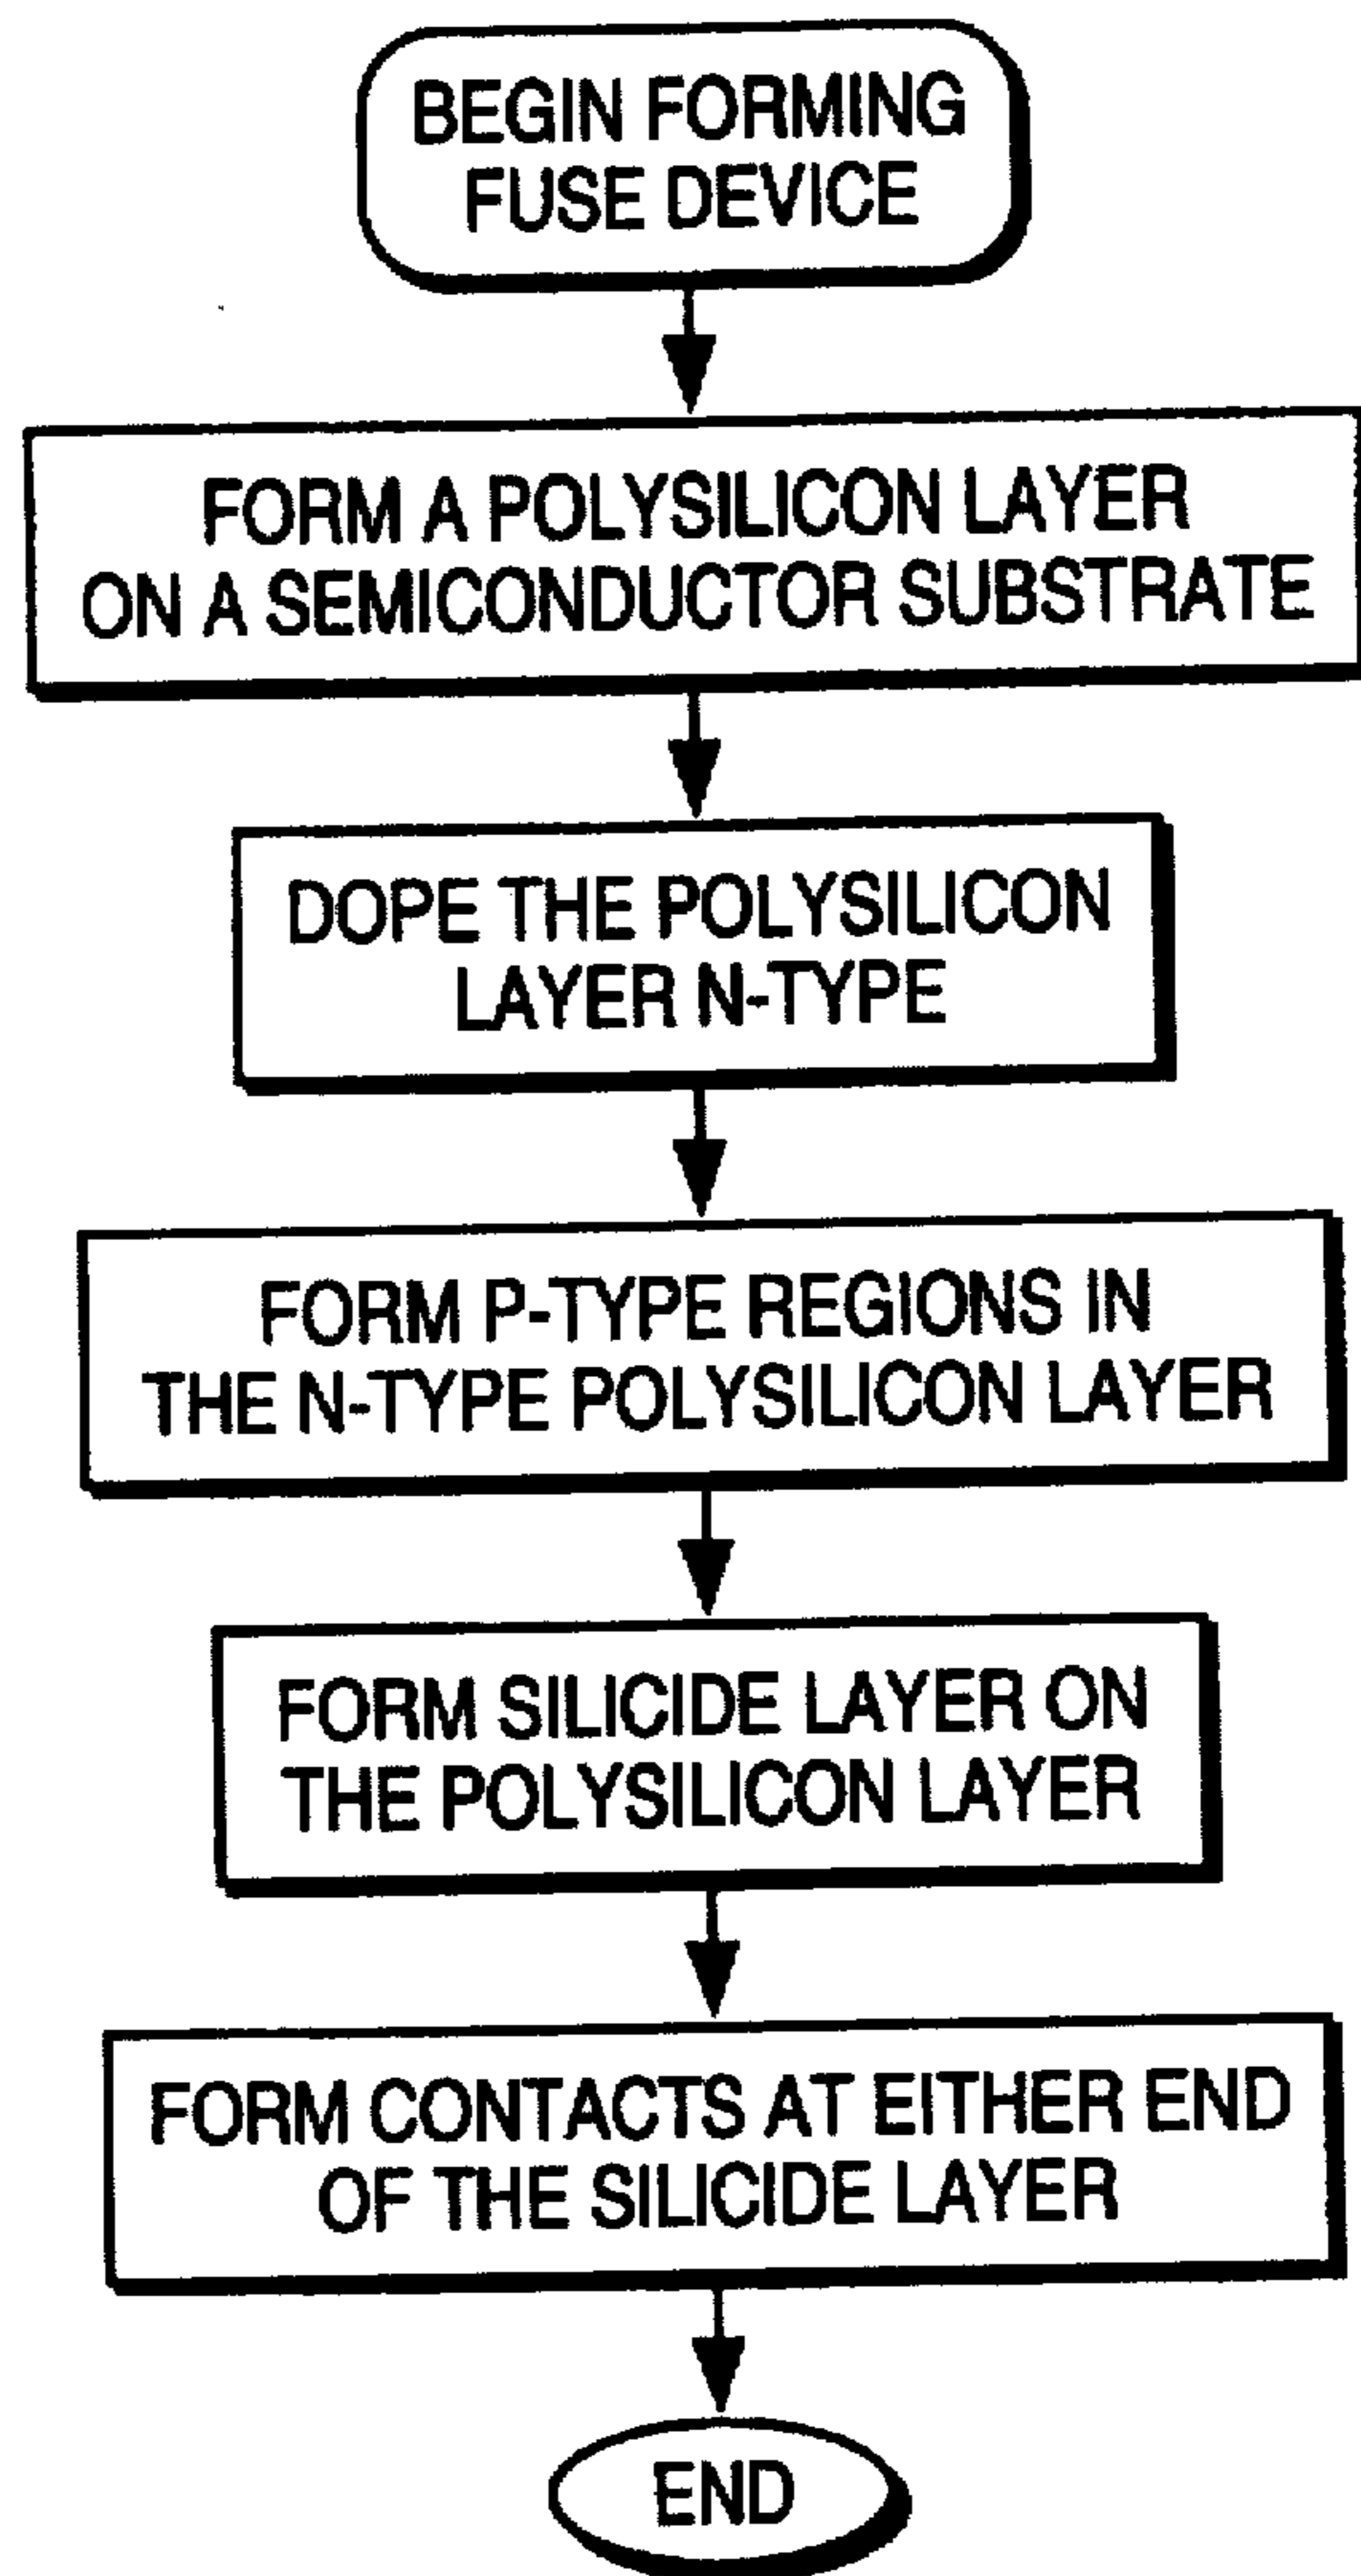 BEGIN FORMING
FUSE DEVICE
FORM A POLYSILICON LAYER
ON A SEMICONDUCTOR SUBSTRATE
DOPE THE POLYSILICON
LAYER N-TYPE
FORM P-TYPE REGIONS IN
THE N-TYPE POLYSILICON LAYER
FORM SILICIDE LAYER ON
THE POLYSILICON LAYER
FORM CONTACTS AT EITHER END
OF THE SILICIDE LAYER
END